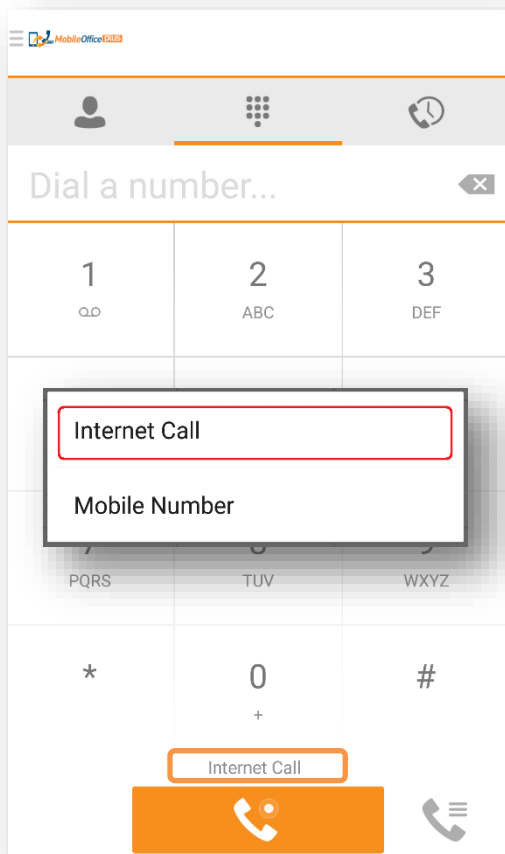 MobileOffice PLUS
Dial a number...
1 2 3
ABC DEF
Internet Call
Mobile Number
PQRS TUV WXYZ
* 0 #
+
Internet Call